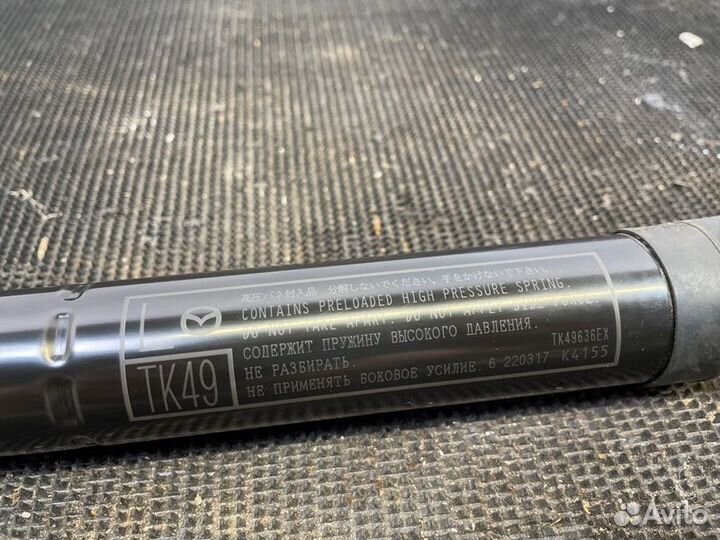 L
高圧バネ封入品 分解しないでください。手をかけないで下さい。
CONTAINS PRELOADED HIGH PRESSURE SPRING.
DO NOT TAKE APART. DO NOT APPLY SIDE FORCE.
СОДЕРЖИТ ПРУЖИНУ ВЫСОКОГО ДАВЛЕНИЯ.
TK49636EX
НЕ РАЗБИРАТЬ.
НЕ ПРИМЕНЯТЬ БОКОВОЕ УСИЛИЕ. 6 220317 K4155
TK49
Avito